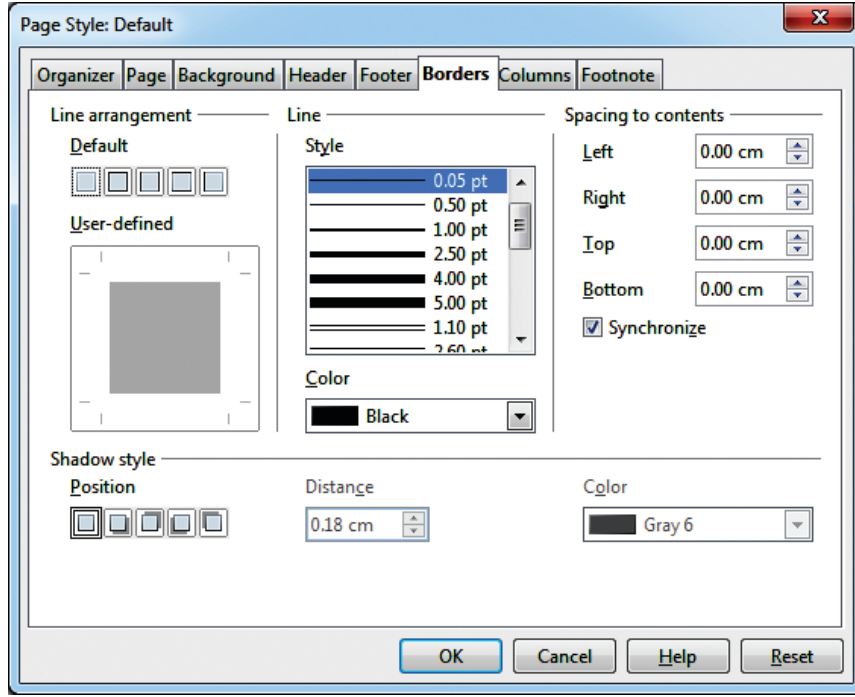 Page Style: Default
Organizer Page Background Header Footer Borders Columns Footnote
Line arrangement
Default
User-defined
Line
Style
0.05 pt
0.50 pt
1.00 pt
2.50 pt
4.00 pt
5.00 pt
1.10 pt
2.60 pt
Color
Black
Spacing to contents
Left 0.00 cm
Right 0.00 cm
Top 0.00 cm
Bottom 0.00 cm
Synchronize
Shadow style
Position
Distance
0.18 cm
Color
Gray 6
OK Cancel Help Reset